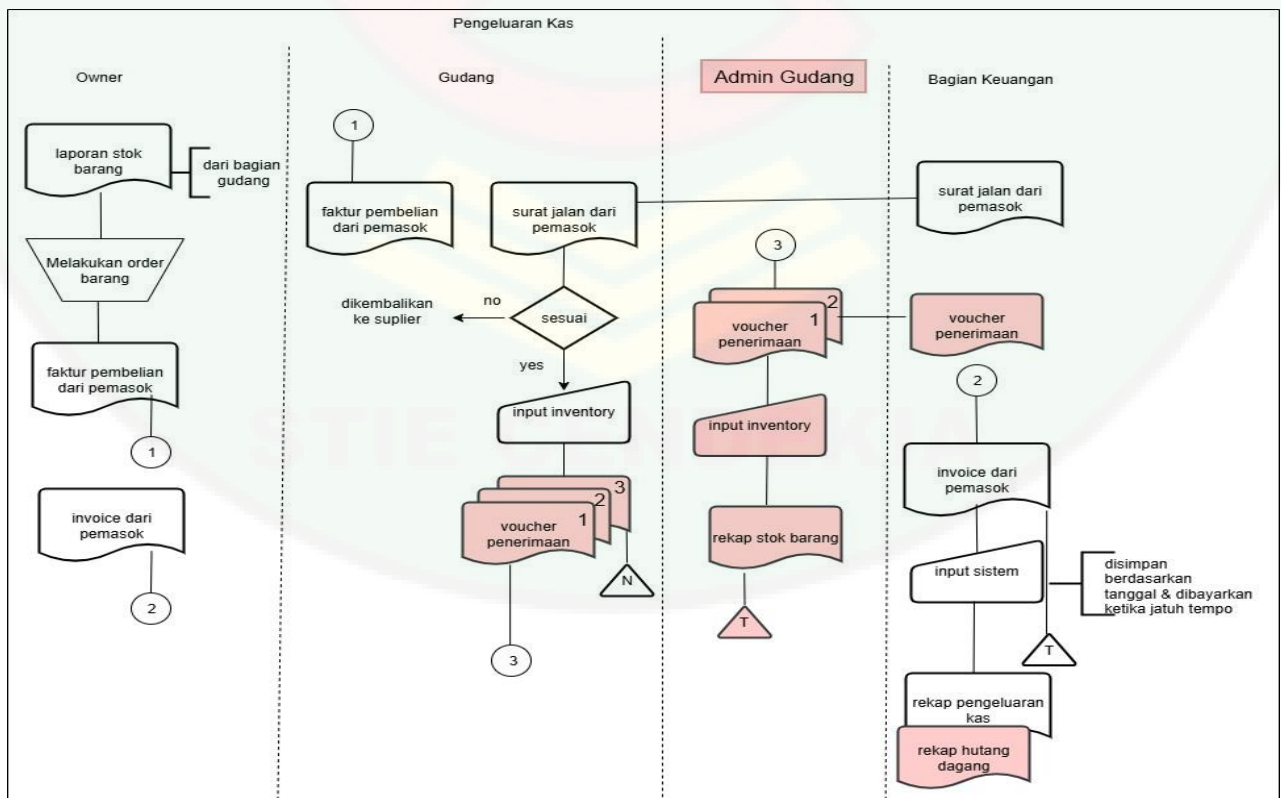 Pengeluaran Kas
Owner
Gudang
Admin Gudang
Bagian Keuangan
laporan stok
barang
dari bagian
gudang
Melakukan order
barang
faktur pembelian
dari pemasok
1
invoice dari
pemasok
2
1
faktur pembelian
dari pemasok
surat jalan dari
pemasok
sesuai
no
dikembalikan
ke suplier
yes
input inventory
3
2
1
voucher
penerimaan
N
3
3
2
1
voucher
penerimaan
input inventory
rekap stok barang
T
surat jalan dari
pemasok
voucher
penerimaan
2
invoice dari
pemasok
input sistem
disimpan
berdasarkan
tanggal & dibayarkan
ketika jatuh tempo
T
rekap pengeluaran
kas
rekap hutang
dagang
STIE CENDEKIA